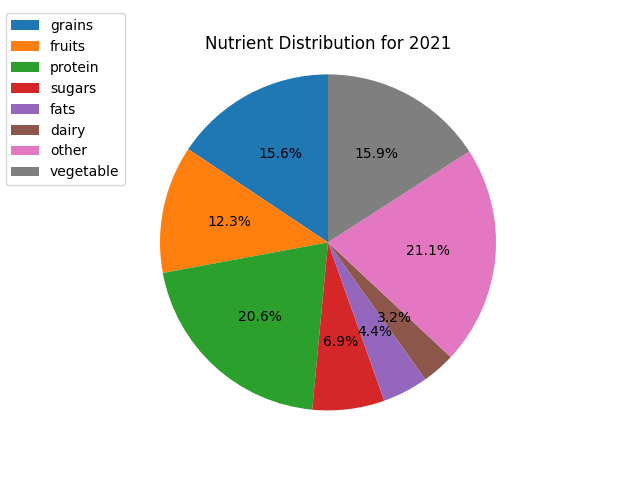 Nutrient Distribution for 2021
grains
fruits
protein
sugars
fats
dairy
other
vegetable
15.6%
15.9%
12.3%
21.1%
20.6%
3.2%
4.4%
6.9%